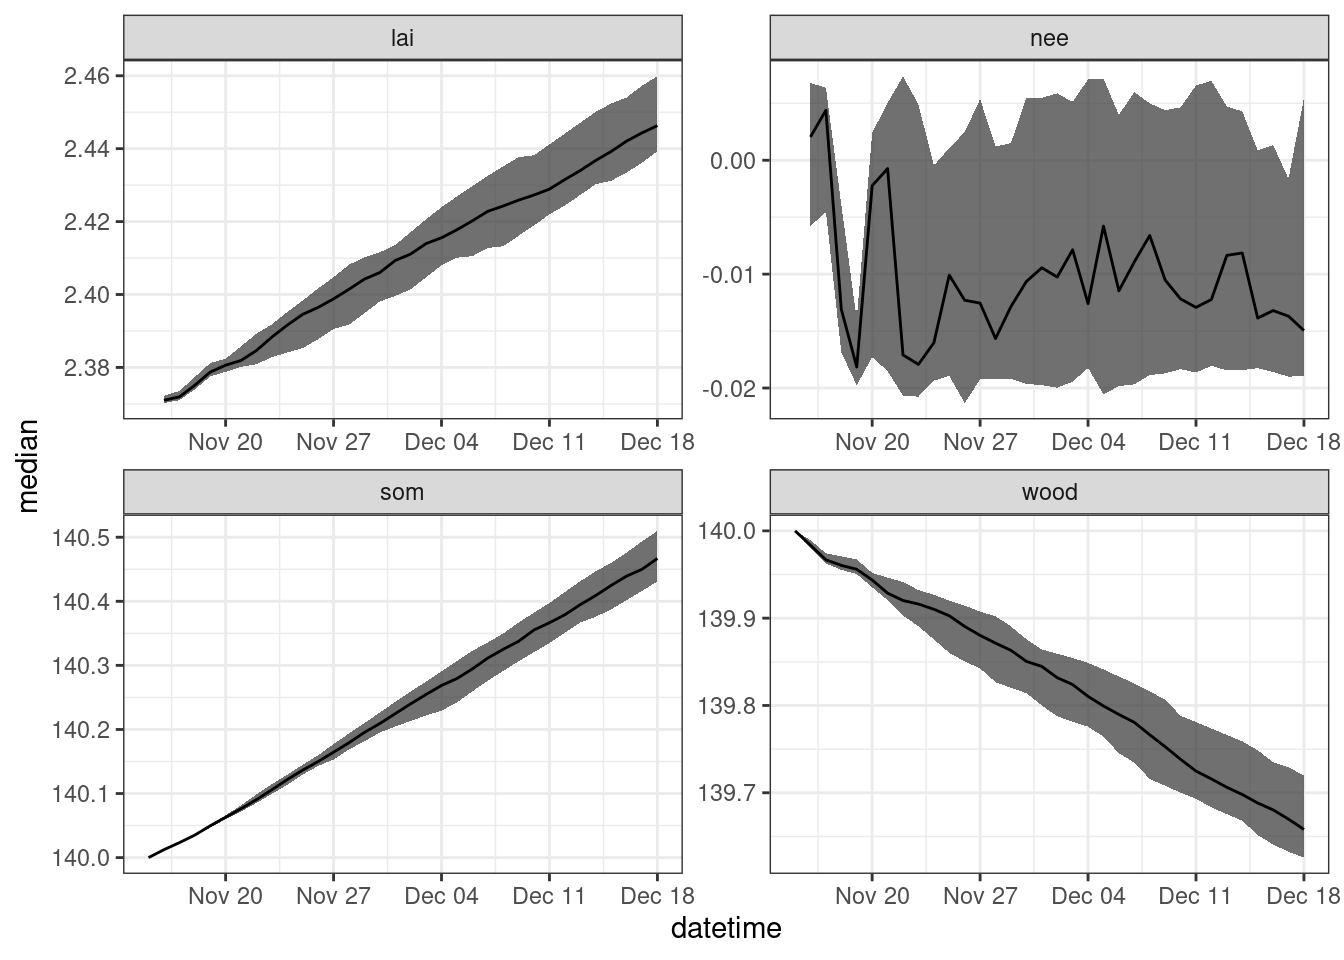 lai
nee
2.46
2.44
2.42
2.40
2.38
0.00
-0.01
-0.02
Nov 20 Nov 27 Dec 04 Dec 11 Dec 18
Nov 20 Nov 27 Dec 04 Dec 11 Dec 18
median
som
wood
140.5
140.4
140.3
140.2
140.1
140.0
140.0
139.9
139.8
139.7
Nov 20 Nov 27 Dec 04 Dec 11 Dec 18
Nov 20 Nov 27 Dec 04 Dec 11 Dec 18
datetime